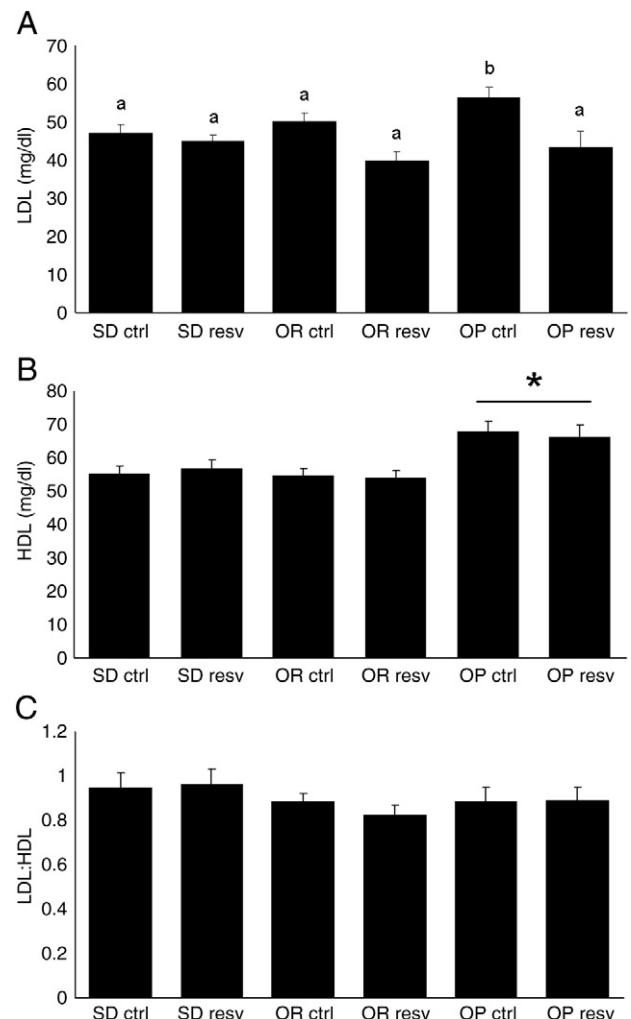 A
70
60
50
40
30
20
10
0
LDL (mg/dl)
a
a
a
a
b
a
SD ctrl SD resv OR ctrl OR resv OP ctrl OP resv
B
80
70
60
50
40
30
20
10
0
HDL (mg/dl)
*
SD ctrl SD resv OR ctrl OR resv OP ctrl OP resv
C
1.2
1
0.8
0.6
0.4
0.2
0
LDL:HDL
SD ctrl SD resv OR ctrl OR resv OP ctrl OP resv